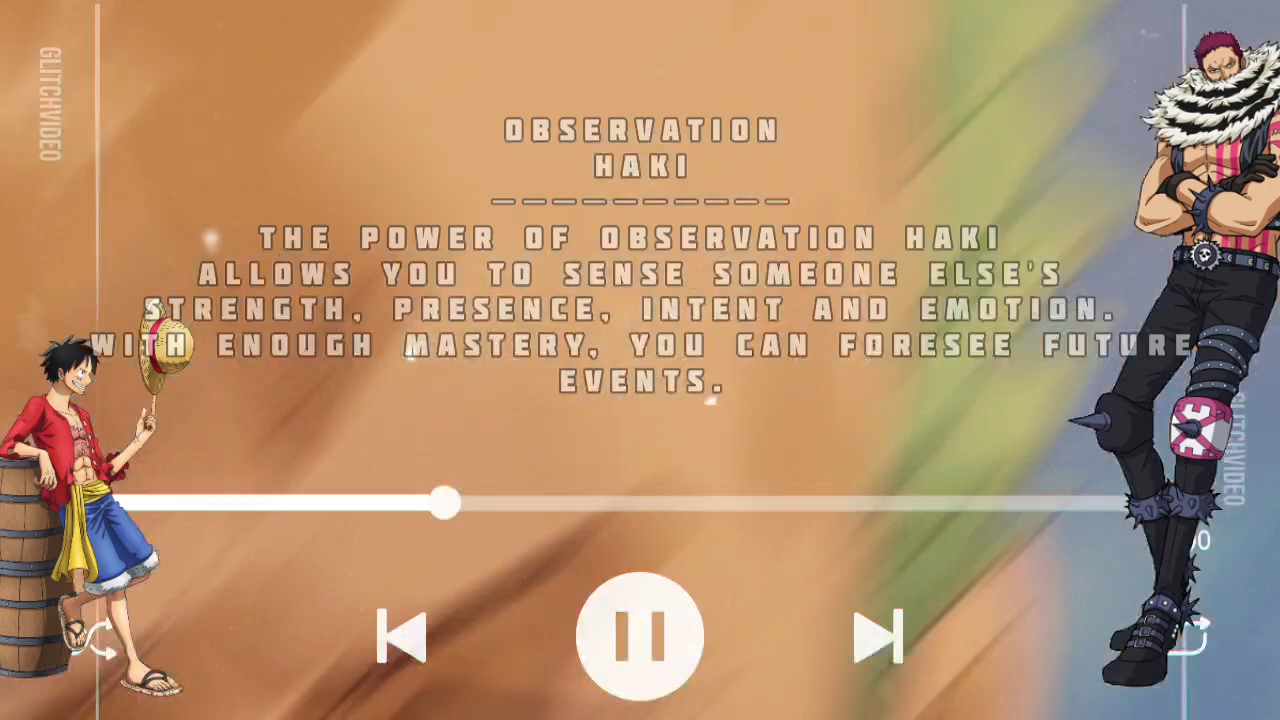 GLITCHVIDEO
OBSERVATION
HAKI
__________
THE POWER OF OBSERVATION HAKI
ALLOWS YOU TO SENSE SOMEONE ELSE'S
STRENGTH, PRESENCE, INTENT AND EMOTION.
WITH ENOUGH MASTERY, YOU CAN FORESEE FUTURE
EVENTS.
GLITCHVIDEO